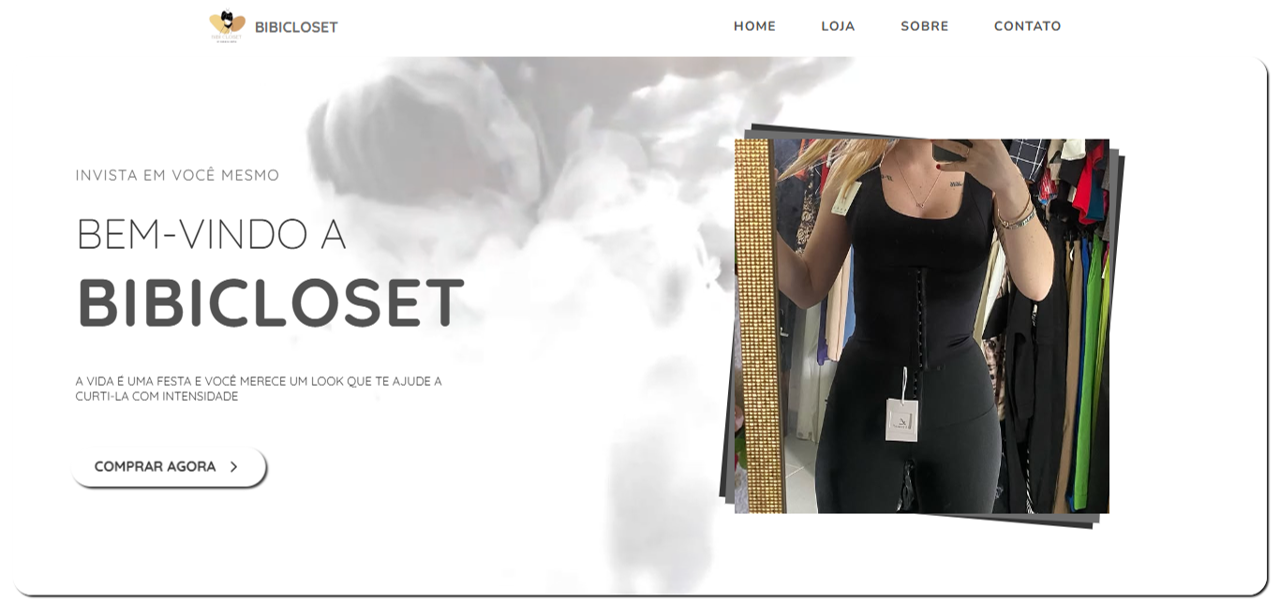 BIBICLOSET
HOME LOJA SOBRE CONTATO
INVISTA EM VOCÊ MESMO
BEM-VINDO A
BIBICLOSET
A VIDA É UMA FESTA E VOCÊ MERECE UM LOOK QUE TE AJUDE A
CURTI-LA COM INTENSIDADE
COMPRAR AGORA